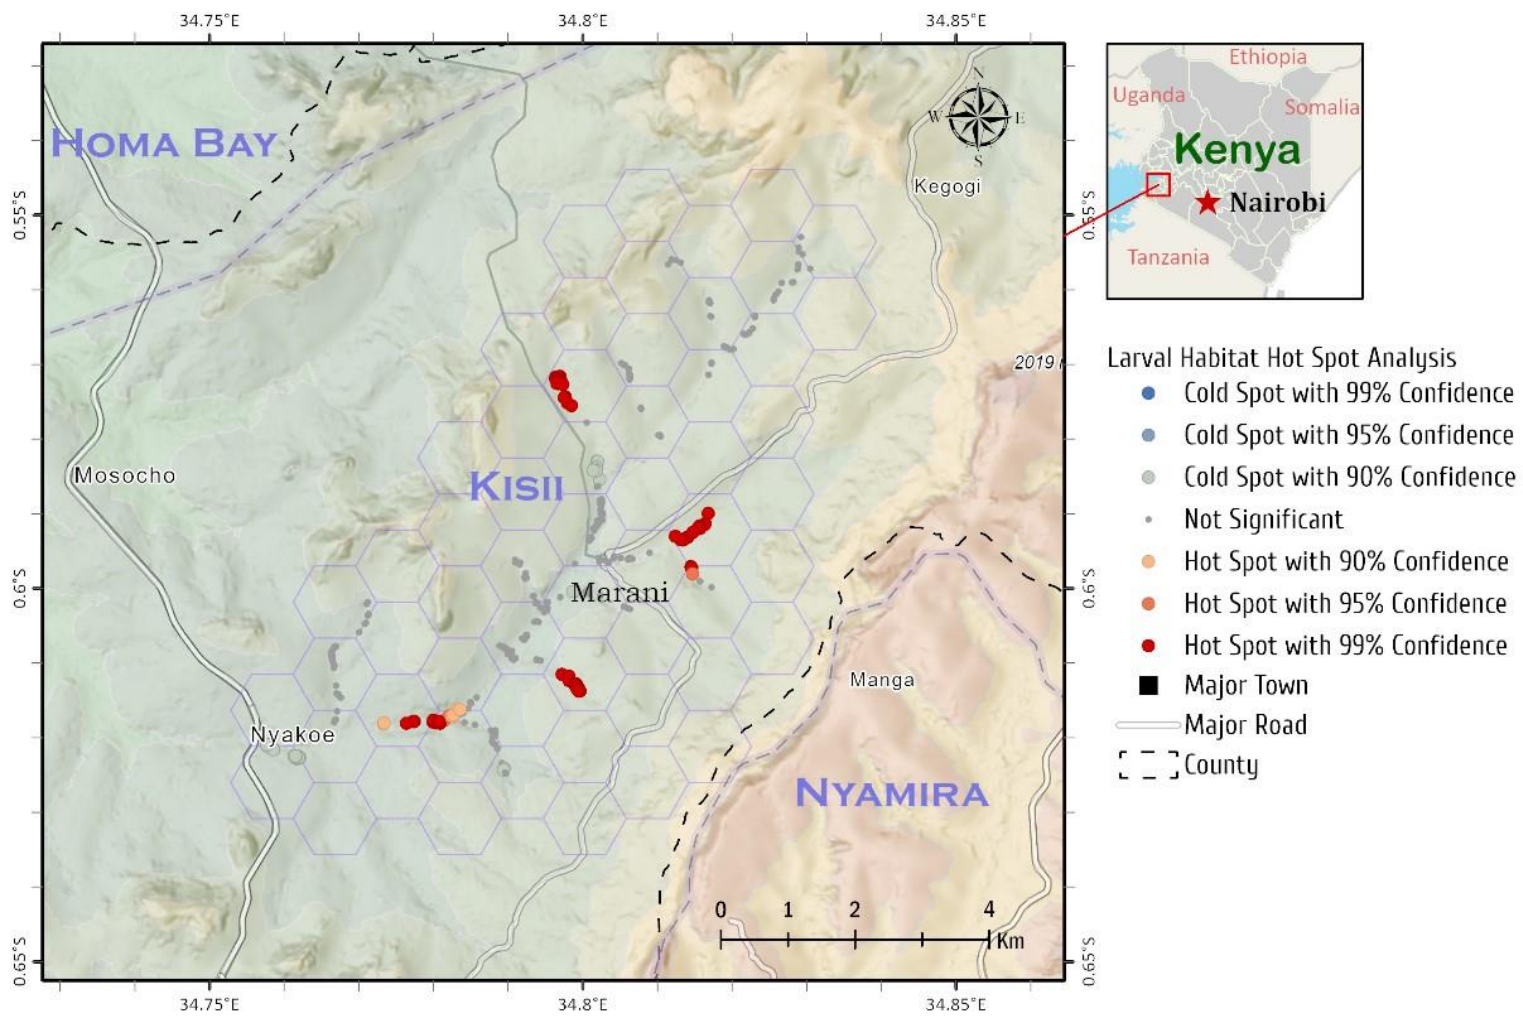 34.75°E
34.8°E
34.85°E
HOMA BAY
N
W
E
S
Kegogi
0.55°S
0.55°S
2019
Mosocho
KISII
Marani
0.6°S
0.6°S
Manga
Nyakoe
NYAMIRA
0
1
2
4
Km
0.65°S
0.65°S
34.75°E
34.8°E
34.85°E
Ethiopia
Uganda
Somalia
Kenya
Nairobi
Tanzania
Larval Habitat Hot Spot Analysis
Cold Spot with 99% Confidence
Cold Spot with 95% Confidence
Cold Spot with 90% Confidence
Not Significant
Hot Spot with 90% Confidence
Hot Spot with 95% Confidence
Hot Spot with 99% Confidence
Major Town
Major Road
County